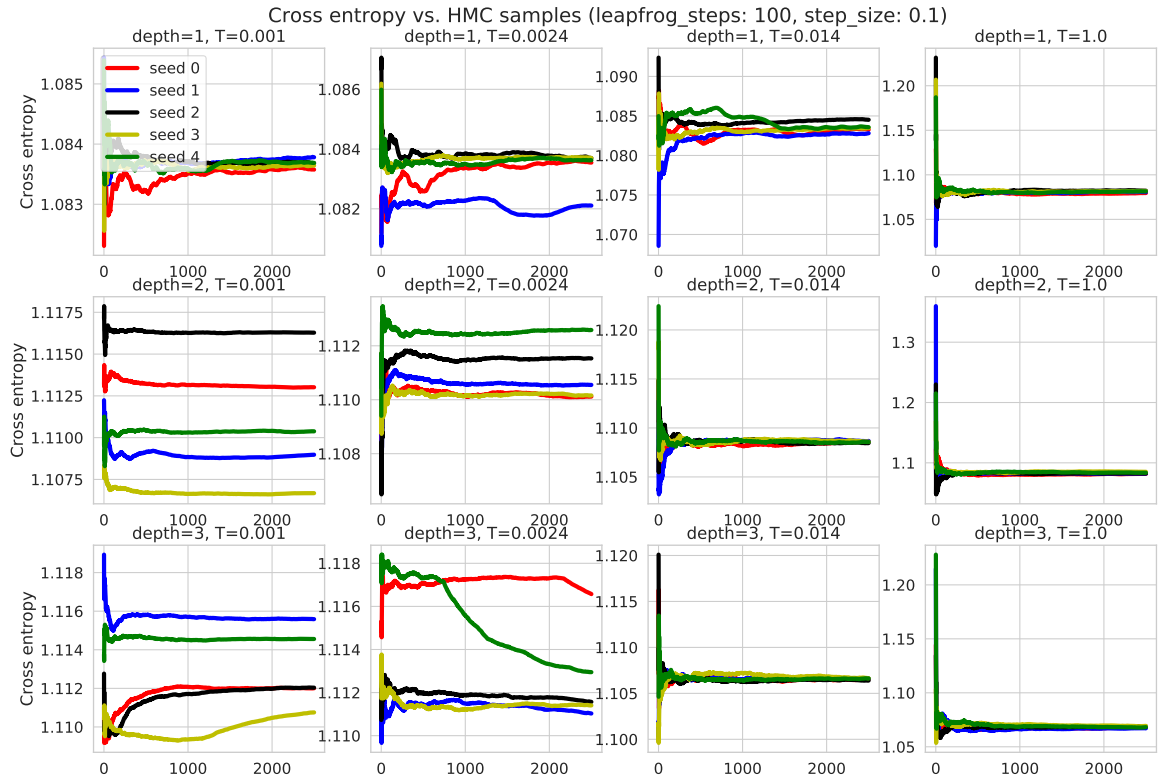 Cross entropy vs. HMC samples (leapfrog_steps: 100, step_size: 0.1)
depth=1, T=0.001
depth=1, T=0.0024
depth=1, T=0.014
depth=1, T=1.0
Cross entropy
1.085
1.084
1.083
seed 0
seed 1
seed 2
seed 3
seed 4
0 1000 2000
1.086
1.084
1.082
0 1000 2000
1.090
1.085
1.080
1.075
1.070
0 1000 2000
1.20
1.15
1.10
1.05
0 1000 2000
depth=2, T=0.001
depth=2, T=0.0024
depth=2, T=0.014
depth=2, T=1.0
Cross entropy
1.1175
1.1150
1.1125
1.1100
1.1075
0 1000 2000
1.112
1.110
1.108
0 1000 2000
1.120
1.115
1.110
1.105
0 1000 2000
1.3
1.2
1.1
0 1000 2000
depth=3, T=0.001
depth=3, T=0.0024
depth=3, T=0.014
depth=3, T=1.0
Cross entropy
1.118
1.116
1.114
1.112
1.110
0 1000 2000
1.118
1.116
1.114
1.112
1.110
0 1000 2000
1.120
1.115
1.110
1.105
1.100
0 1000 2000
1.20
1.15
1.10
1.05
0 1000 2000